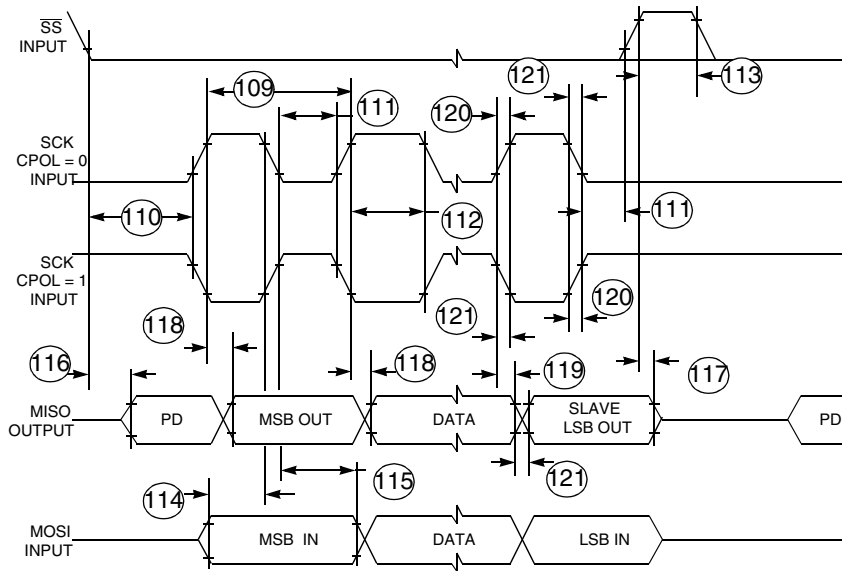 SS
INPUT
121
113
109
111
120
SCK
CPOL = 0
INPUT
110
112
111
SCK
CPOL = 1
INPUT
118
121
120
116
118
119
117
MISO
OUTPUT
PD
MSB OUT
DATA
SLAVE
LSB OUT
PD
114
115
121
MOSI
INPUT
MSB IN
DATA
LSB IN